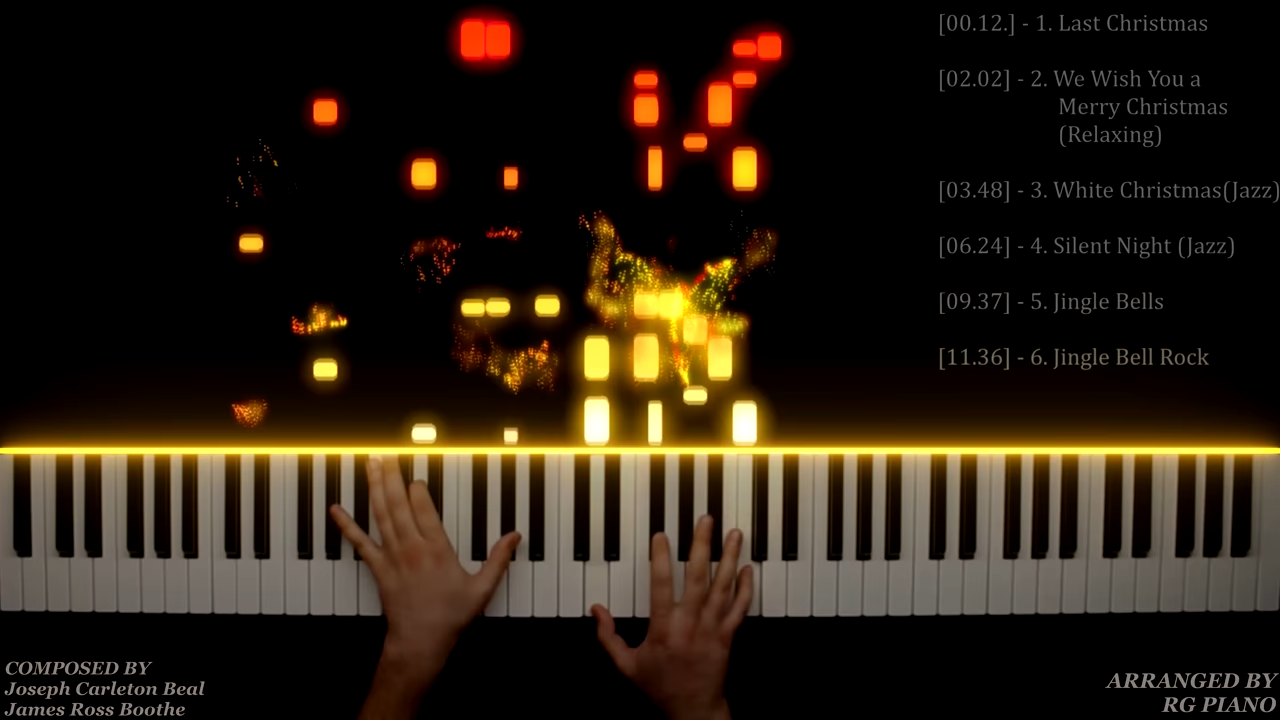 [00.12.] - 1. Last Christmas
[02.02] - 2. We Wish You a
Merry Christmas
(Relaxing)
[03.48] - 3. White Christmas(Jazz)
[06.24] - 4. Silent Night (Jazz)
[09.37] - 5. Jingle Bells
[11.36] - 6. Jingle Bell Rock
COMPOSED BY
Joseph Carleton Beal
James Ross Boothe
ARRANGED BY
RG PIANO